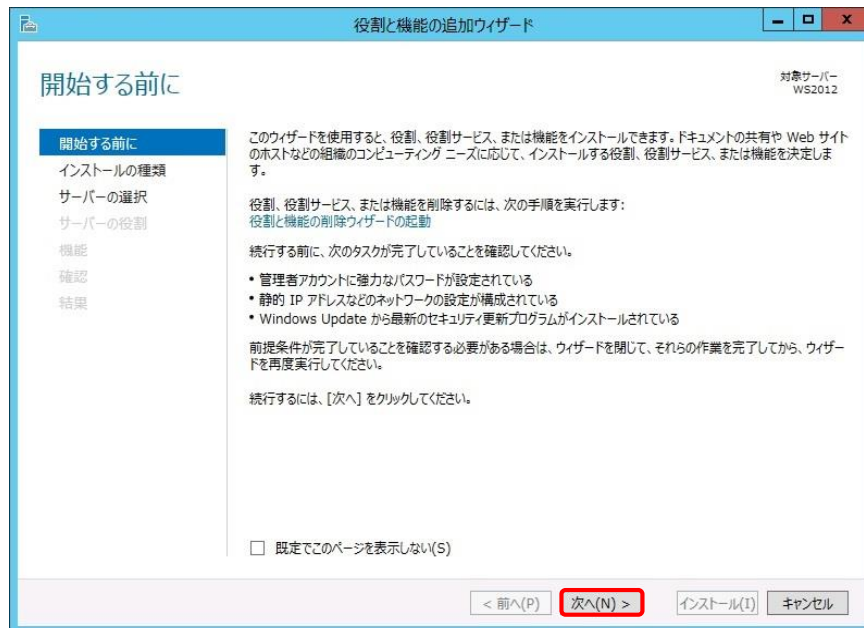 役割と機能の追加ウィザード
開始する前に
対象サーバー
WS2012
開始する前に
インストールの種類
サーバーの選択
サーバーの役割
機能
確認
結果
このウィザードを使用すると、役割、役割サービス、または機能をインストールできます。ドキュメントの共有や Web サイト
のホストなどの組織のコンピューティング ニーズに応じて、インストールする役割、役割サービス、または機能を決定しま
す。
役割、役割サービス、または機能を削除するには、次の手順を実行します:
役割と機能の削除ウィザードの起動
続行する前に、次のタスクが完了していることを確認してください。
• 管理者アカウントに強力なパスワードが設定されている
• 静的 IP アドレスなどのネットワークの設定が構成されている
• Windows Update から最新のセキュリティ更新プログラムがインストールされている
前提条件が完了していることを確認する必要がある場合は、ウィザードを閉じて、それらの作業を完了してから、ウィザー
ドを再度実行してください。
続行するには、[次へ] をクリックしてください。
既定でこのページを表示しない(S)
< 前へ(P)
次へ(N) >
インストール(I)
キャンセル